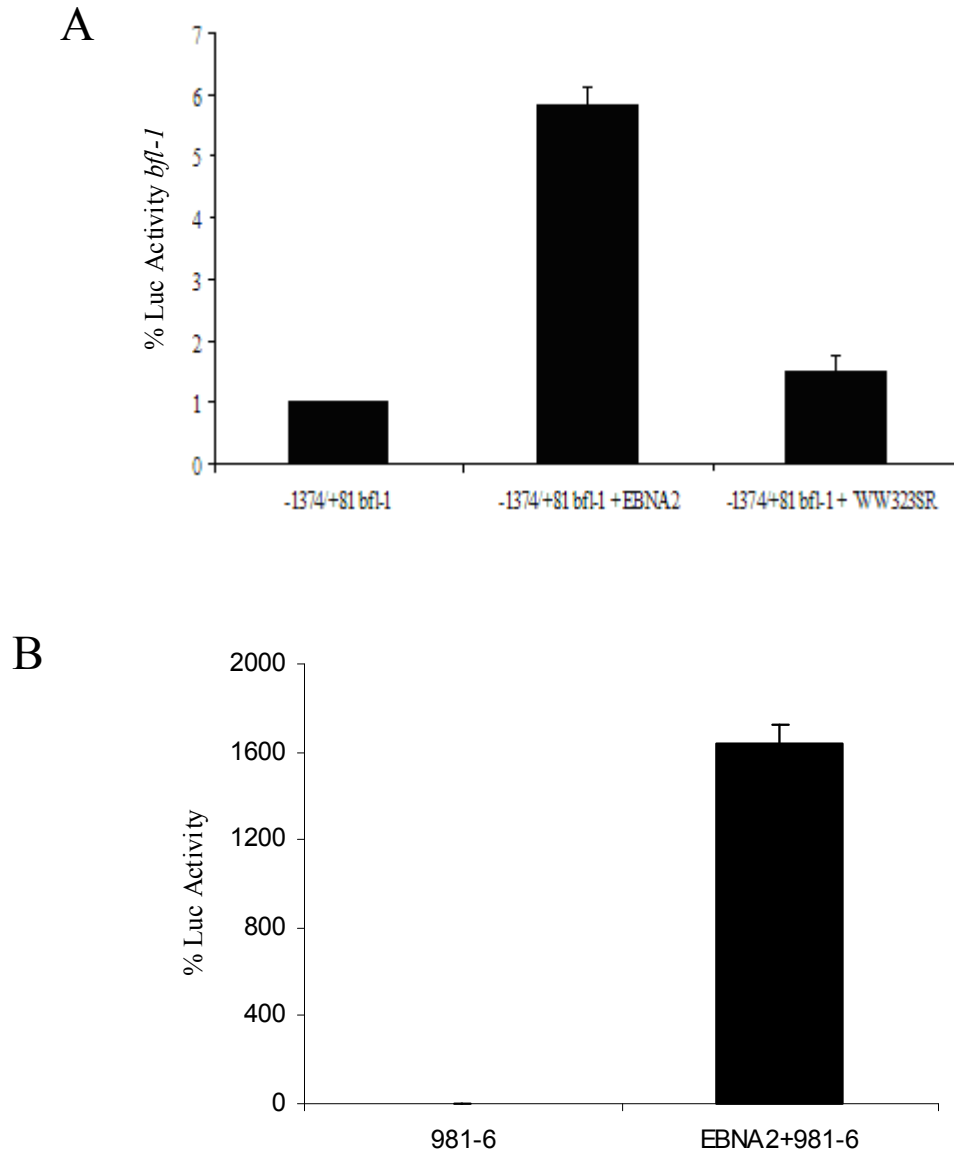 A
% Luc Activity bfl-1
7
6
5
4
3
2
1
0
-1374/+81 bfl-1
-1374/+81 bfl-1 +EBNA2
-1374/+81 bfl-1 + WW323SR
B
% Luc Activity
2000
1600
1200
800
400
0
981-6
EBNA2+981-6